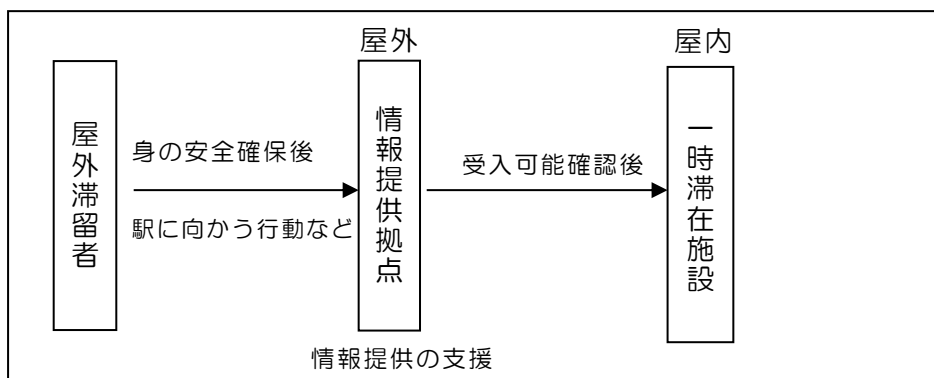 屋外
屋内
屋外滞留者
身の安全確保後
駅に向かう行動など
情報提供拠点
受入可能確認後
一時滞在施設
情報提供の支援